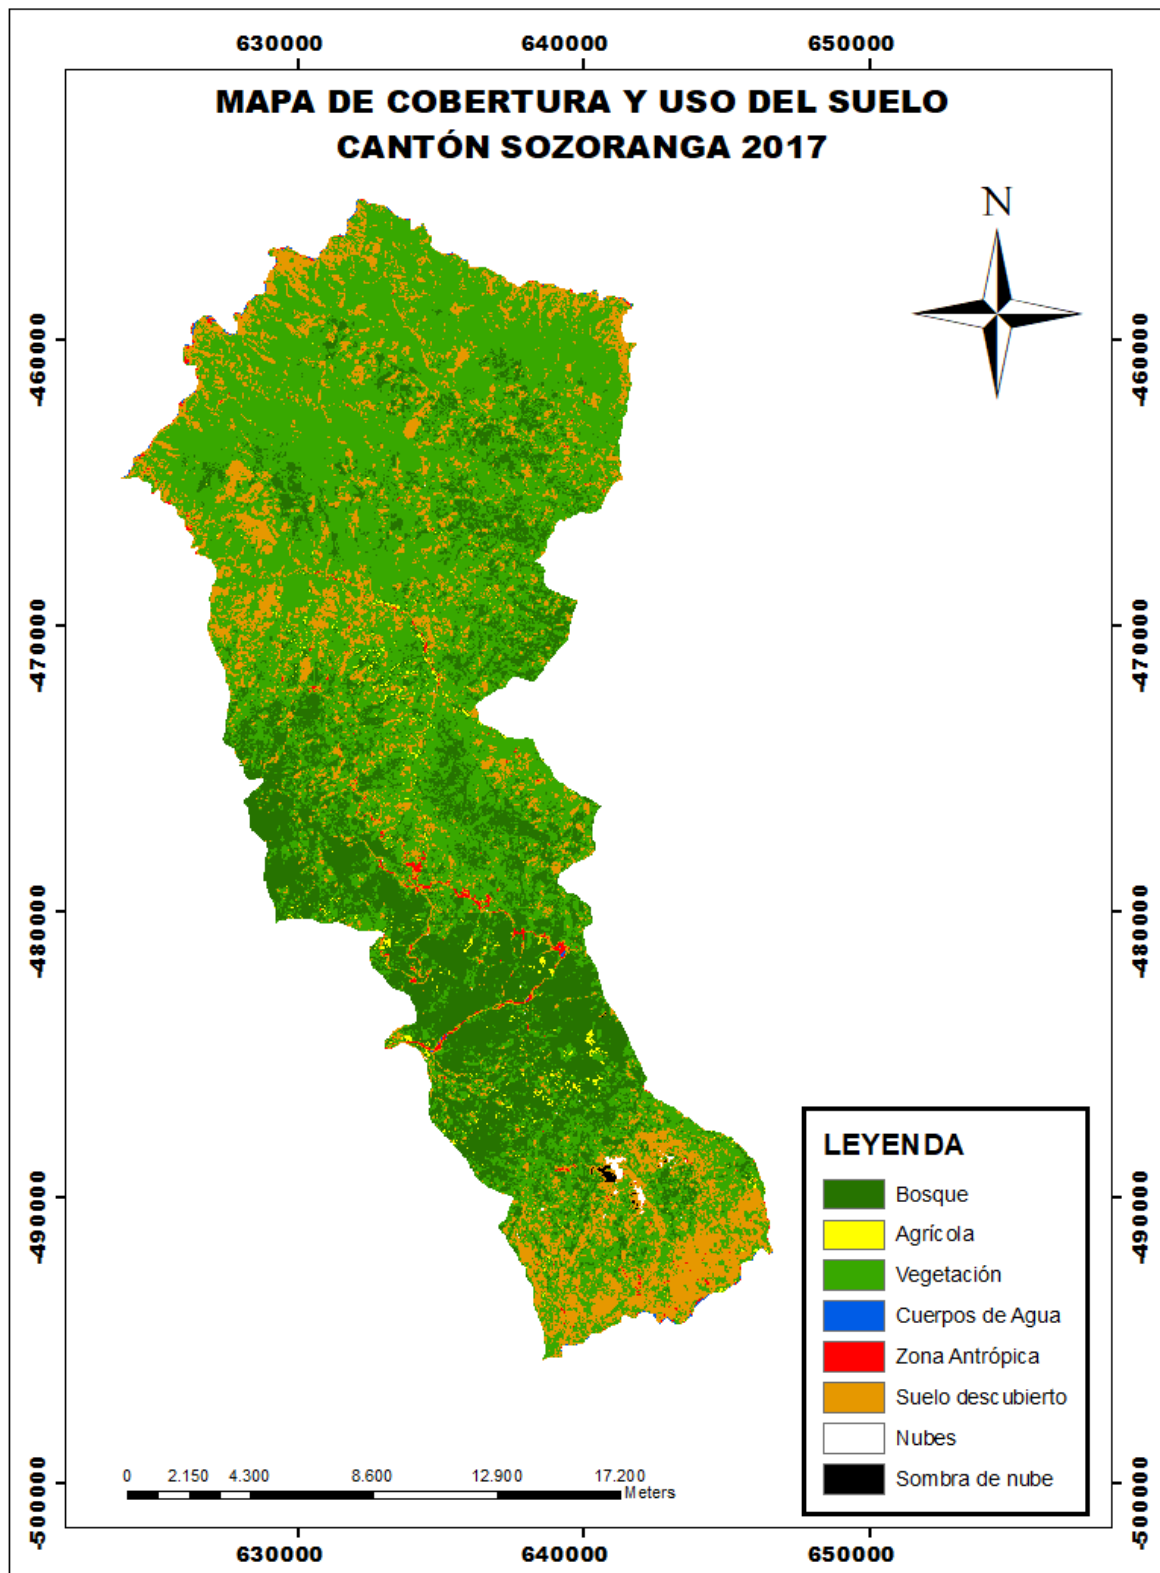 630000 640000 650000
MAPA DE COBERTURA Y USO DEL SUELO
CANTÓN SOZORANGA 2017
N
-460000 -460000
-470000 -470000
-480000 -480000
-490000 -490000
-500000 -500000
LEYENDA
Bosque
Agrícola
Vegetación
Cuerpos de Agua
Zona Antrópica
Suelo descubierto
Nubes
Sombra de nube
0 2.150 4.300 8.600 12.900 17.200
Meters
630000 640000 650000